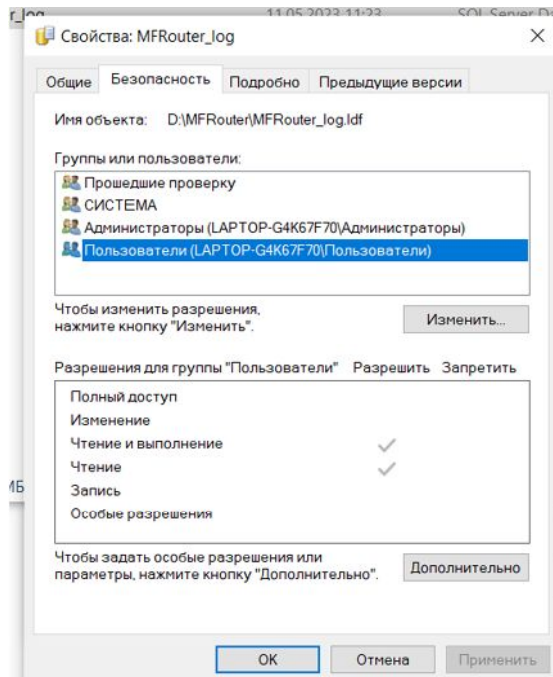 r_log 11.05.2023 11:23 SQL Server Da
Свойства: MFRouter_log
Общие Безопасность Подробно Предыдущие версии
Имя объекта: D:\MFRouter\MFRouter_log.ldf
Группы или пользователи:
Прошедшие проверку
СИСТЕМА
Администраторы (LAPTOP-G4K67F70\Администраторы)
Пользователи (LAPTOP-G4K67F70\Пользователи)
Чтобы изменить разрешения,
нажмите кнопку "Изменить".
Изменить...
Разрешения для группы "Пользователи" Разрешить Запретить
Полный доступ
Изменение
Чтение и выполнение
Чтение
Запись
Особые разрешения
МБ
Чтобы задать особые разрешения или
параметры, нажмите кнопку "Дополнительно".
Дополнительно
OK Отмена Применить